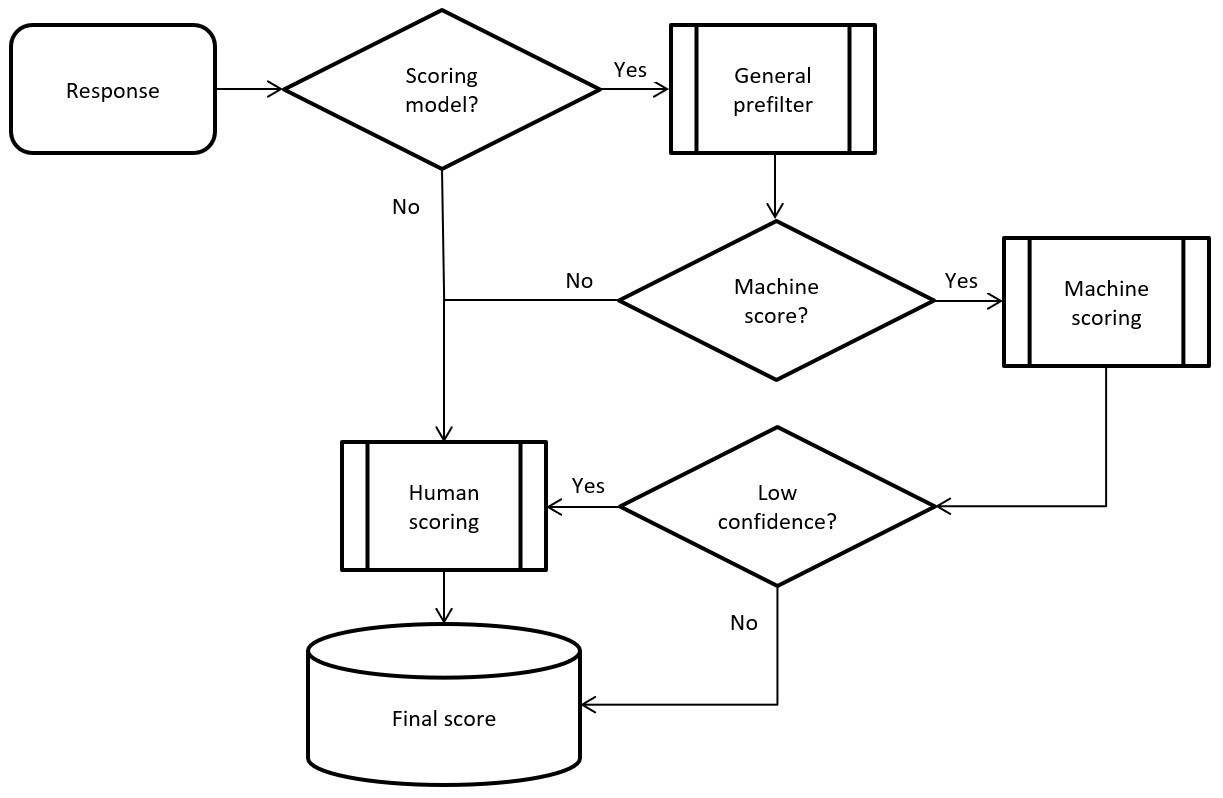 Response
Scoring
model?
Yes
General
prefilter
No
No
Machine
score?
Yes
Machine
scoring
Human
scoring
Yes
Low
confidence?
No
Final score